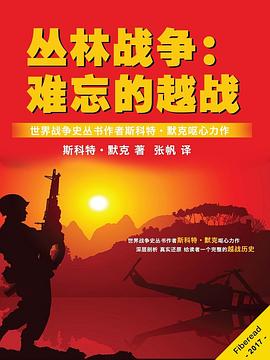 丛林战争：
难忘的越战
世界战争史丛书作者斯科特·默克呕心力作
斯科特·默克 著 张帆 译
世界战争史丛书作者斯科特·默克呕心力作
深层剖析 真实还原 给读者一个完整的越战历史
Fiberead
- 2017 -